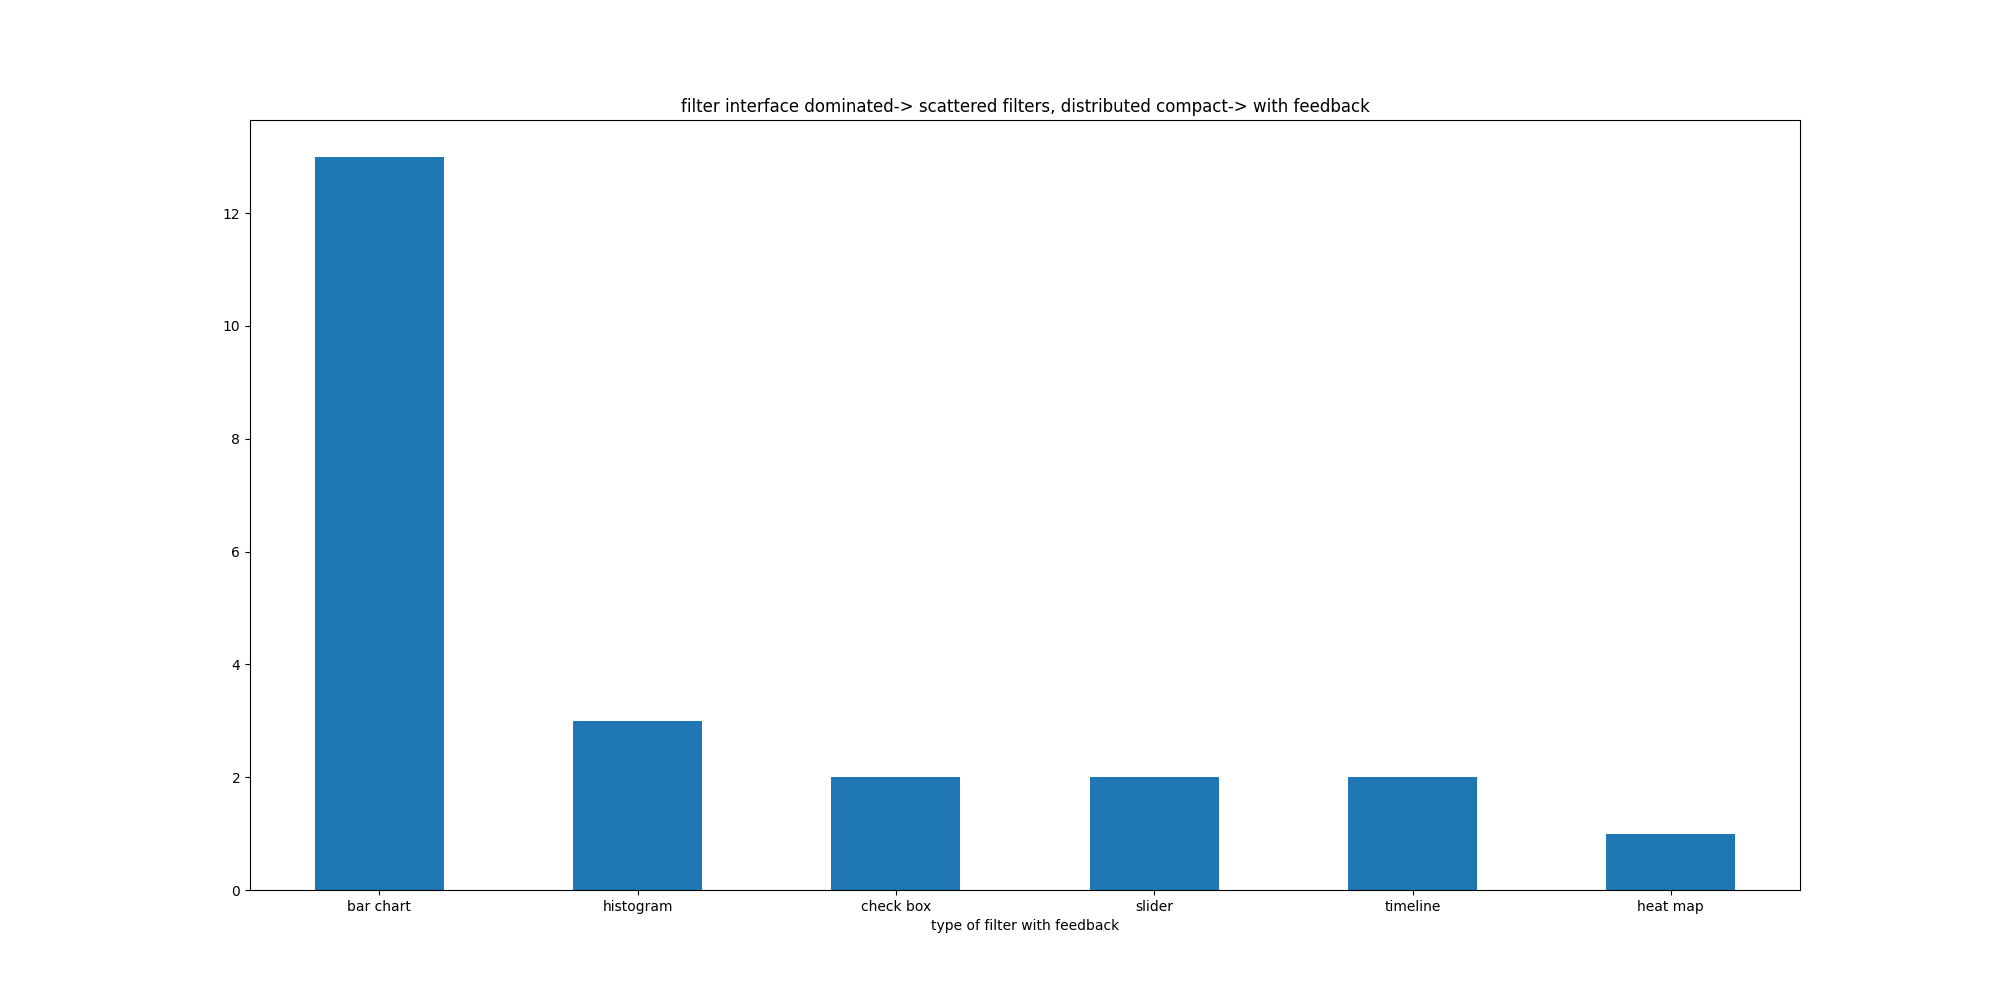 filter interface dominated-> scattered filters, distributed compact-> with feedback
12
10
8
6
4
2
0
bar chart histogram check box slider timeline heat map
type of filter with feedback